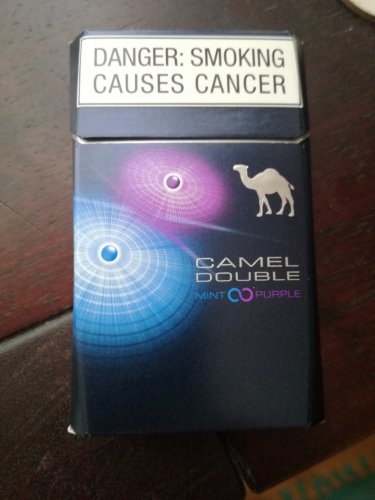 DANGER: SMOKING
CAUSES CANCER
CAMEL
DOUBLE
MINT PURPLE